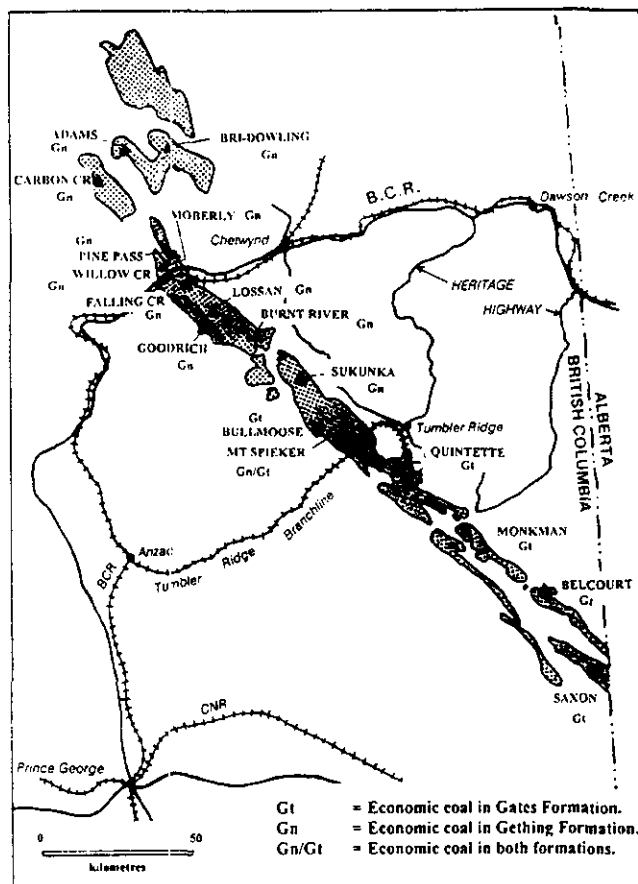 ADAMS
Gn
BRI-DOWLING
Gn
CARBON CR
Gn
MOBERLY Gn
B.C.R.
Dawson Creek
Gn
Chetwynd
PINE PASS
WILLOW CR
Gn
FALLING CR
Gn
LOSSAN
Gn
HERITAGE
HIGHWAY
BURNT RIVER
Gn
GOODRICH
Gn
SUKUNKA
Gn
ALBERTA
BRITISH COLUMBIA
Gt
BULLMOOSE
MT SPIEKER
Gn/Gt
Tumbler Ridge
QUINTETTE
Gt
MONKMAN
Gt
Anzac
BCR
Tumbler Ridge Branchline
BELCOURT
Gt
SAXON
Gt
CNR
Prince George
Gt = Economic coal in Gates Formation.
Gn = Economic coal in Gething Formation.
Gn/Gt = Economic coal in both formations.
0 50
kilometres